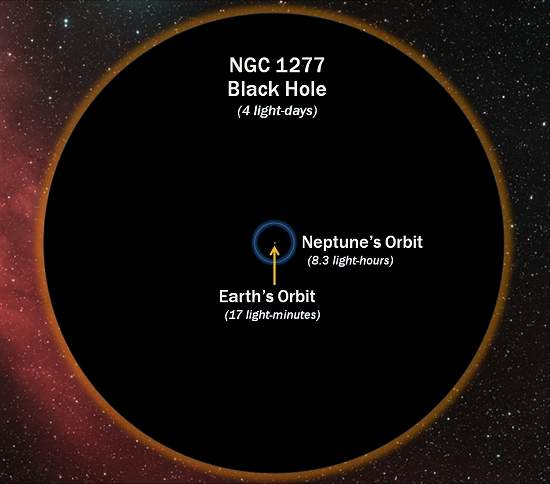 NGC 1277
Black Hole
(4 light-days)
Neptune's Orbit
(8.3 light-hours)
Earth's Orbit
(17 light-minutes)